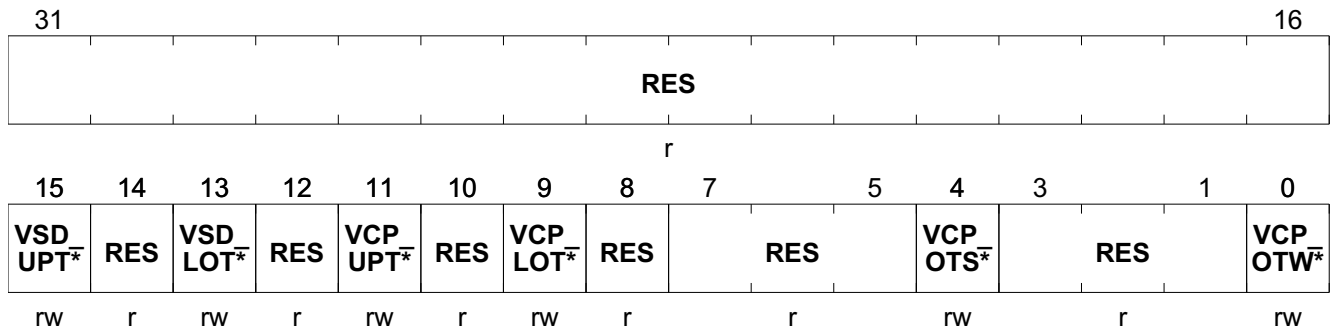 31 16
RES
r
15 14 13 12 11 10 9 8 7 5 4 3 1 0
VSD_ RES VSD_ RES VCP_ RES VCP_ RES RES VCP_ RES VCP_
UPT* LOT* UPT* LOT* OTS* OTW*
rw r rw r rw r rw r r rw r rw